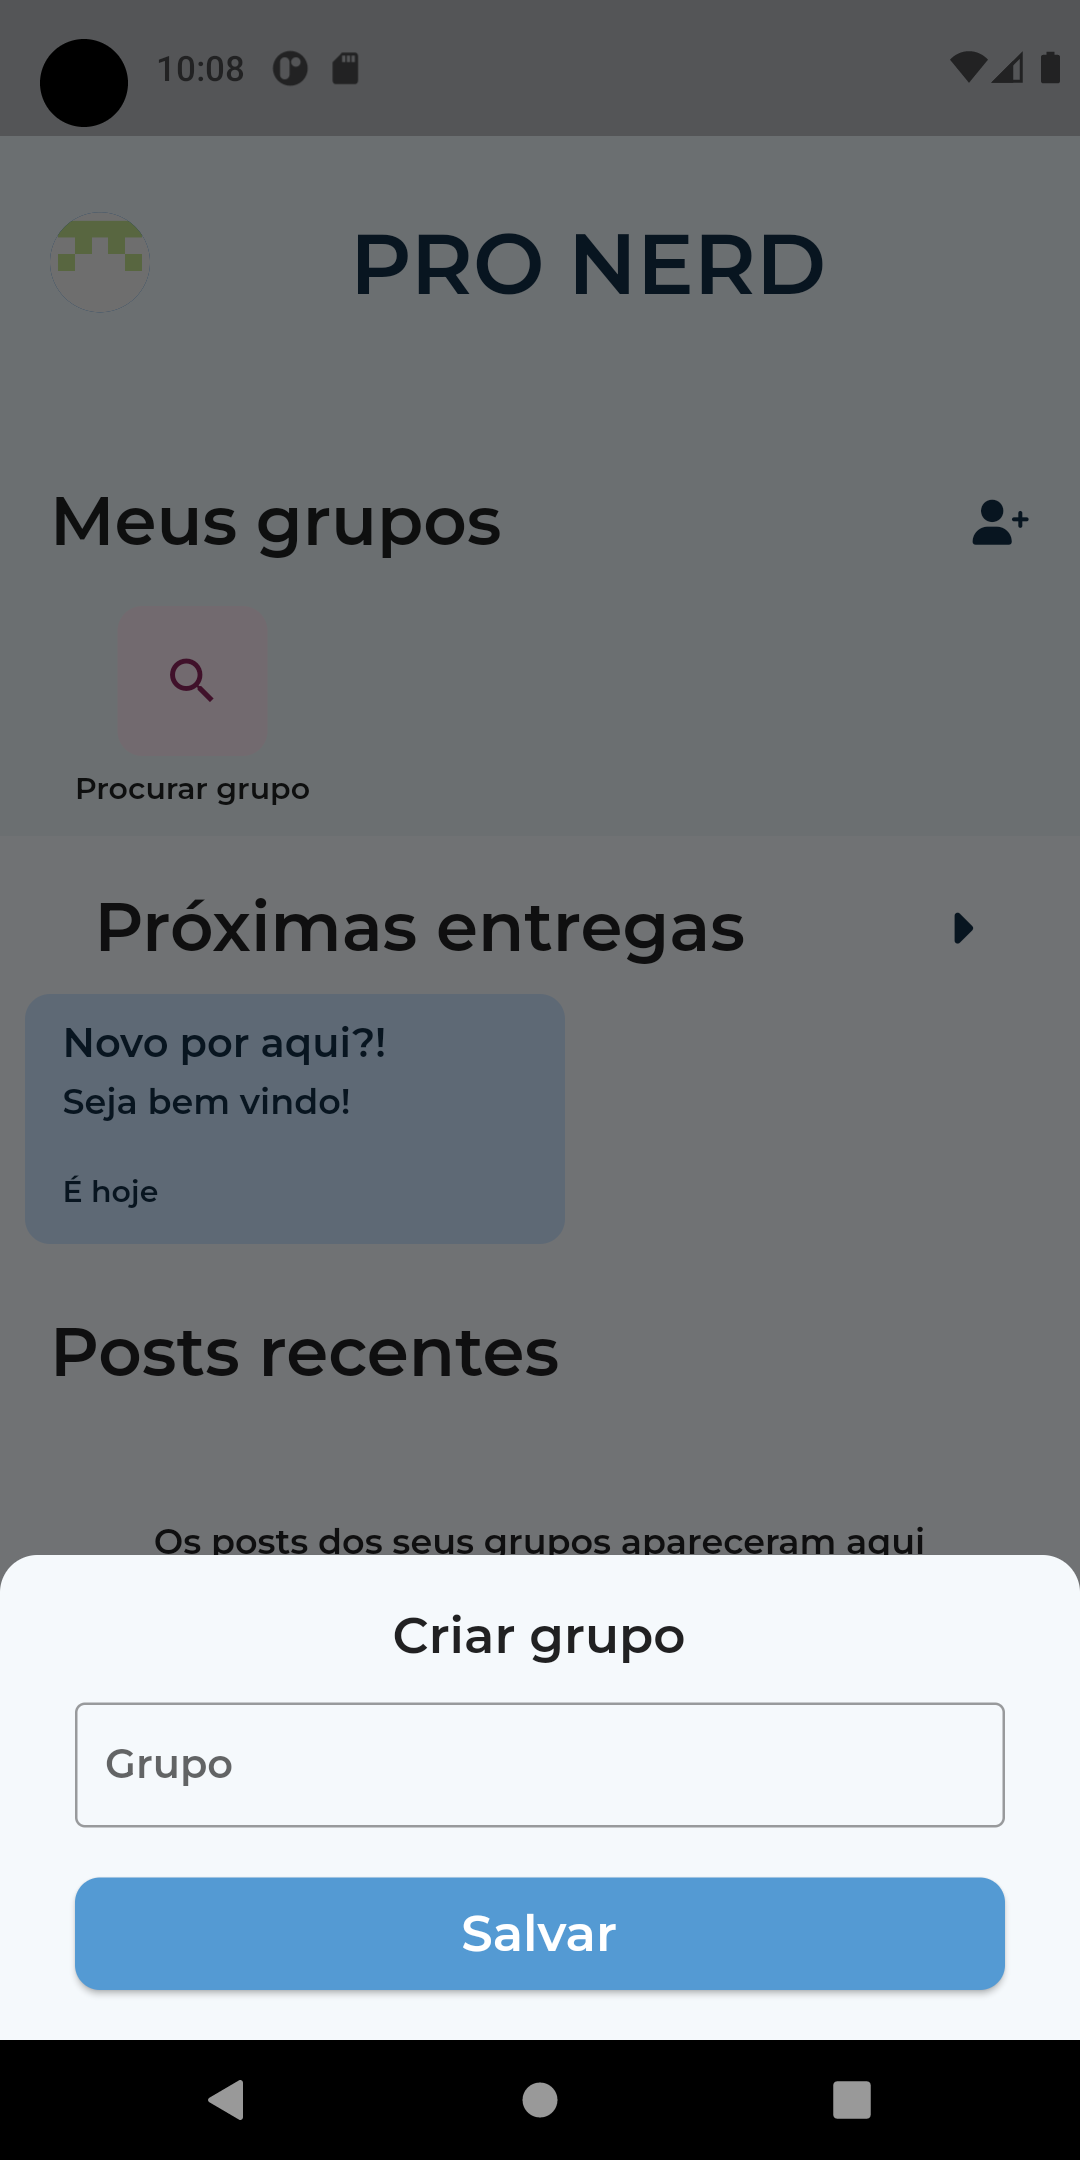 10:08
PRO NERD
Meus grupos
Procurar grupo
Próximas entregas
Novo por aqui?!
Seja bem vindo!
É hoje
Posts recentes
Os posts dos seus grupos apareceram aqui
Criar grupo
Grupo
Salvar